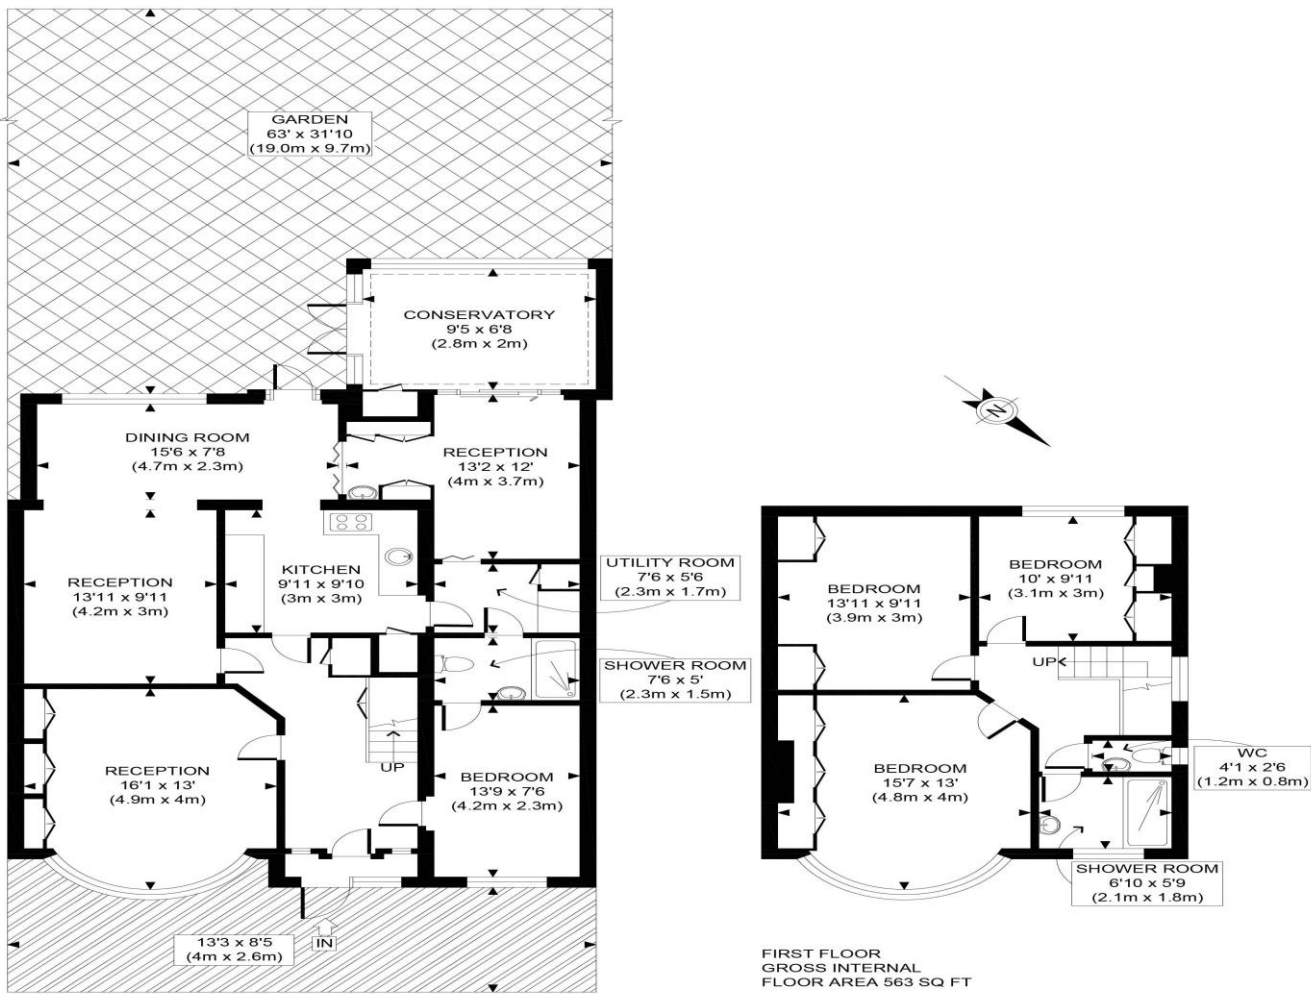 GARDEN
63' x 31'10
(19.0m x 9.7m)
CONSERVATORY
9'5 x 6'8
(2.8m x 2m)
DINING ROOM
15'6 x 7'8
(4.7m x 2.3m)
RECEPTION
13'2 x 12'
(4m x 3.7m)
KITCHEN
9'11 x 9'10
(3m x 3m)
RECEPTION
13'11 x 9'11
(4.2m x 3m)
UTILITY ROOM
7'6 x 5'6
(2.3m x 1.7m)
SHOWER ROOM
7'6 x 5'
(2.3m x 1.5m)
RECEPTION
16'1 x 13'
(4.9m x 4m)
UP
BEDROOM
13'9 x 7'6
(4.2m x 2.3m)
13'3 x 8'5
(4m x 2.6m)
IN
N
BEDROOM
13'11 x 9'11
(3.9m x 3m)
BEDROOM
10' x 9'11
(3.1m x 3m)
UP
BEDROOM
15'7 x 13'
(4.8m x 4m)
WC
4'1 x 2'6
(1.2m x 0.8m)
SHOWER ROOM
6'10 x 5'9
(2.1m x 1.8m)
FIRST FLOOR
GROSS INTERNAL
FLOOR AREA 563 SQ FT